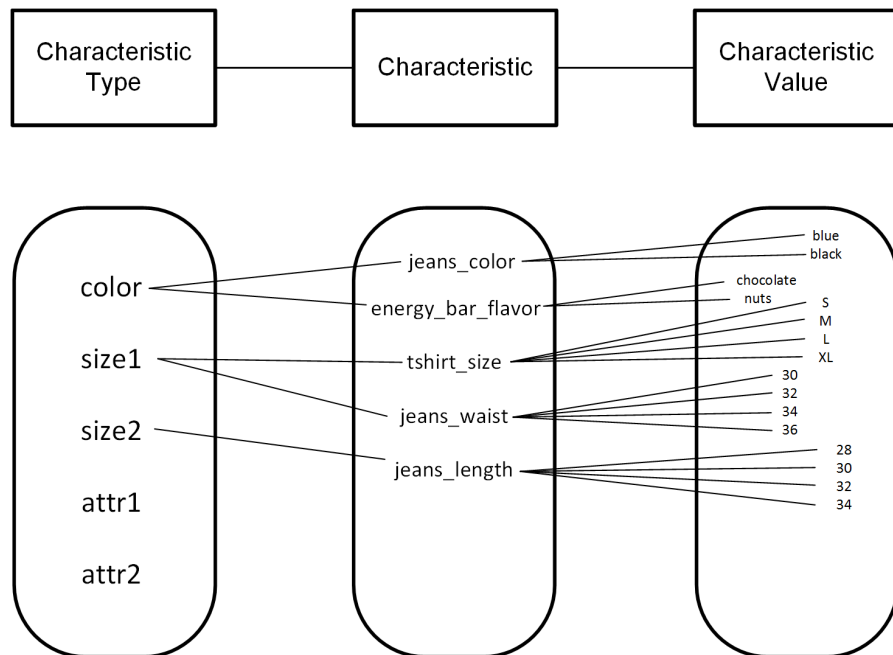 Characteristic
Type
Characteristic
Characteristic
Value
color
size1
size2
attr1
attr2
jeans_color
energy_bar_flavor
tshirt_size
jeans_waist
jeans_length
blue
black
chocolate
nuts
S
M
L
XL
30
32
34
36
28
30
32
34